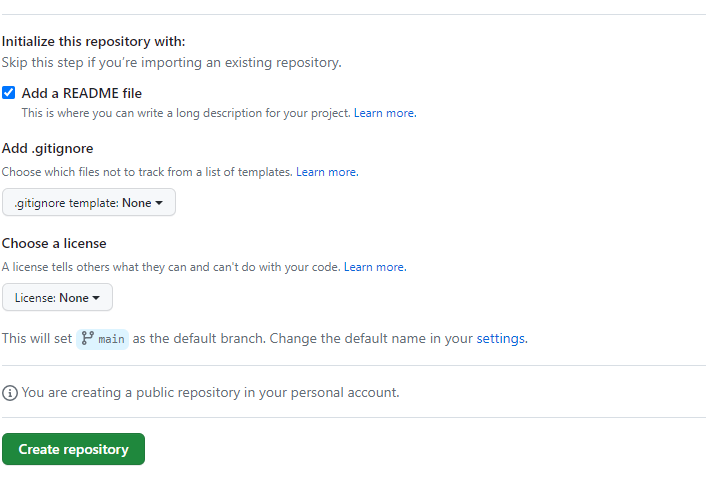 Initialize this repository with:
Skip this step if you’re importing an existing repository.
Add a README file
This is where you can write a long description for your project. Learn more.
Add .gitignore
Choose which files not to track from a list of templates. Learn more.
.gitignore template: None
Choose a license
A license tells others what they can and can't do with your code. Learn more.
License: None
This will set main as the default branch. Change the default name in your settings.
You are creating a public repository in your personal account.
Create repository